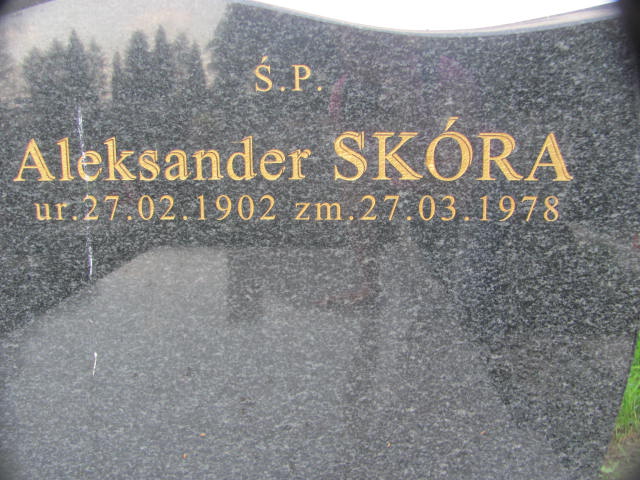 Ś.P.
Aleksander SKÓRA
ur.27.02.1902 zm.27.03.1978